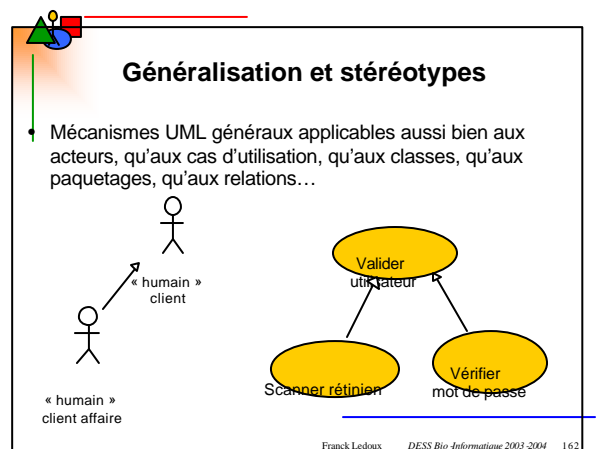 Généralisation et stéréotypes
• Mécanismes UML généraux applicables aussi bien aux
acteurs, qu'aux cas d'utilisation, qu'aux classes, qu'aux
paquetages, qu'aux relations…
« humain »
client
« humain »
client affaire
Valider
utilisateur
Scanner rétinien
Vérifier
mot de passe
Franck Ledoux DESS Bio-Informatique 2003-2004 162